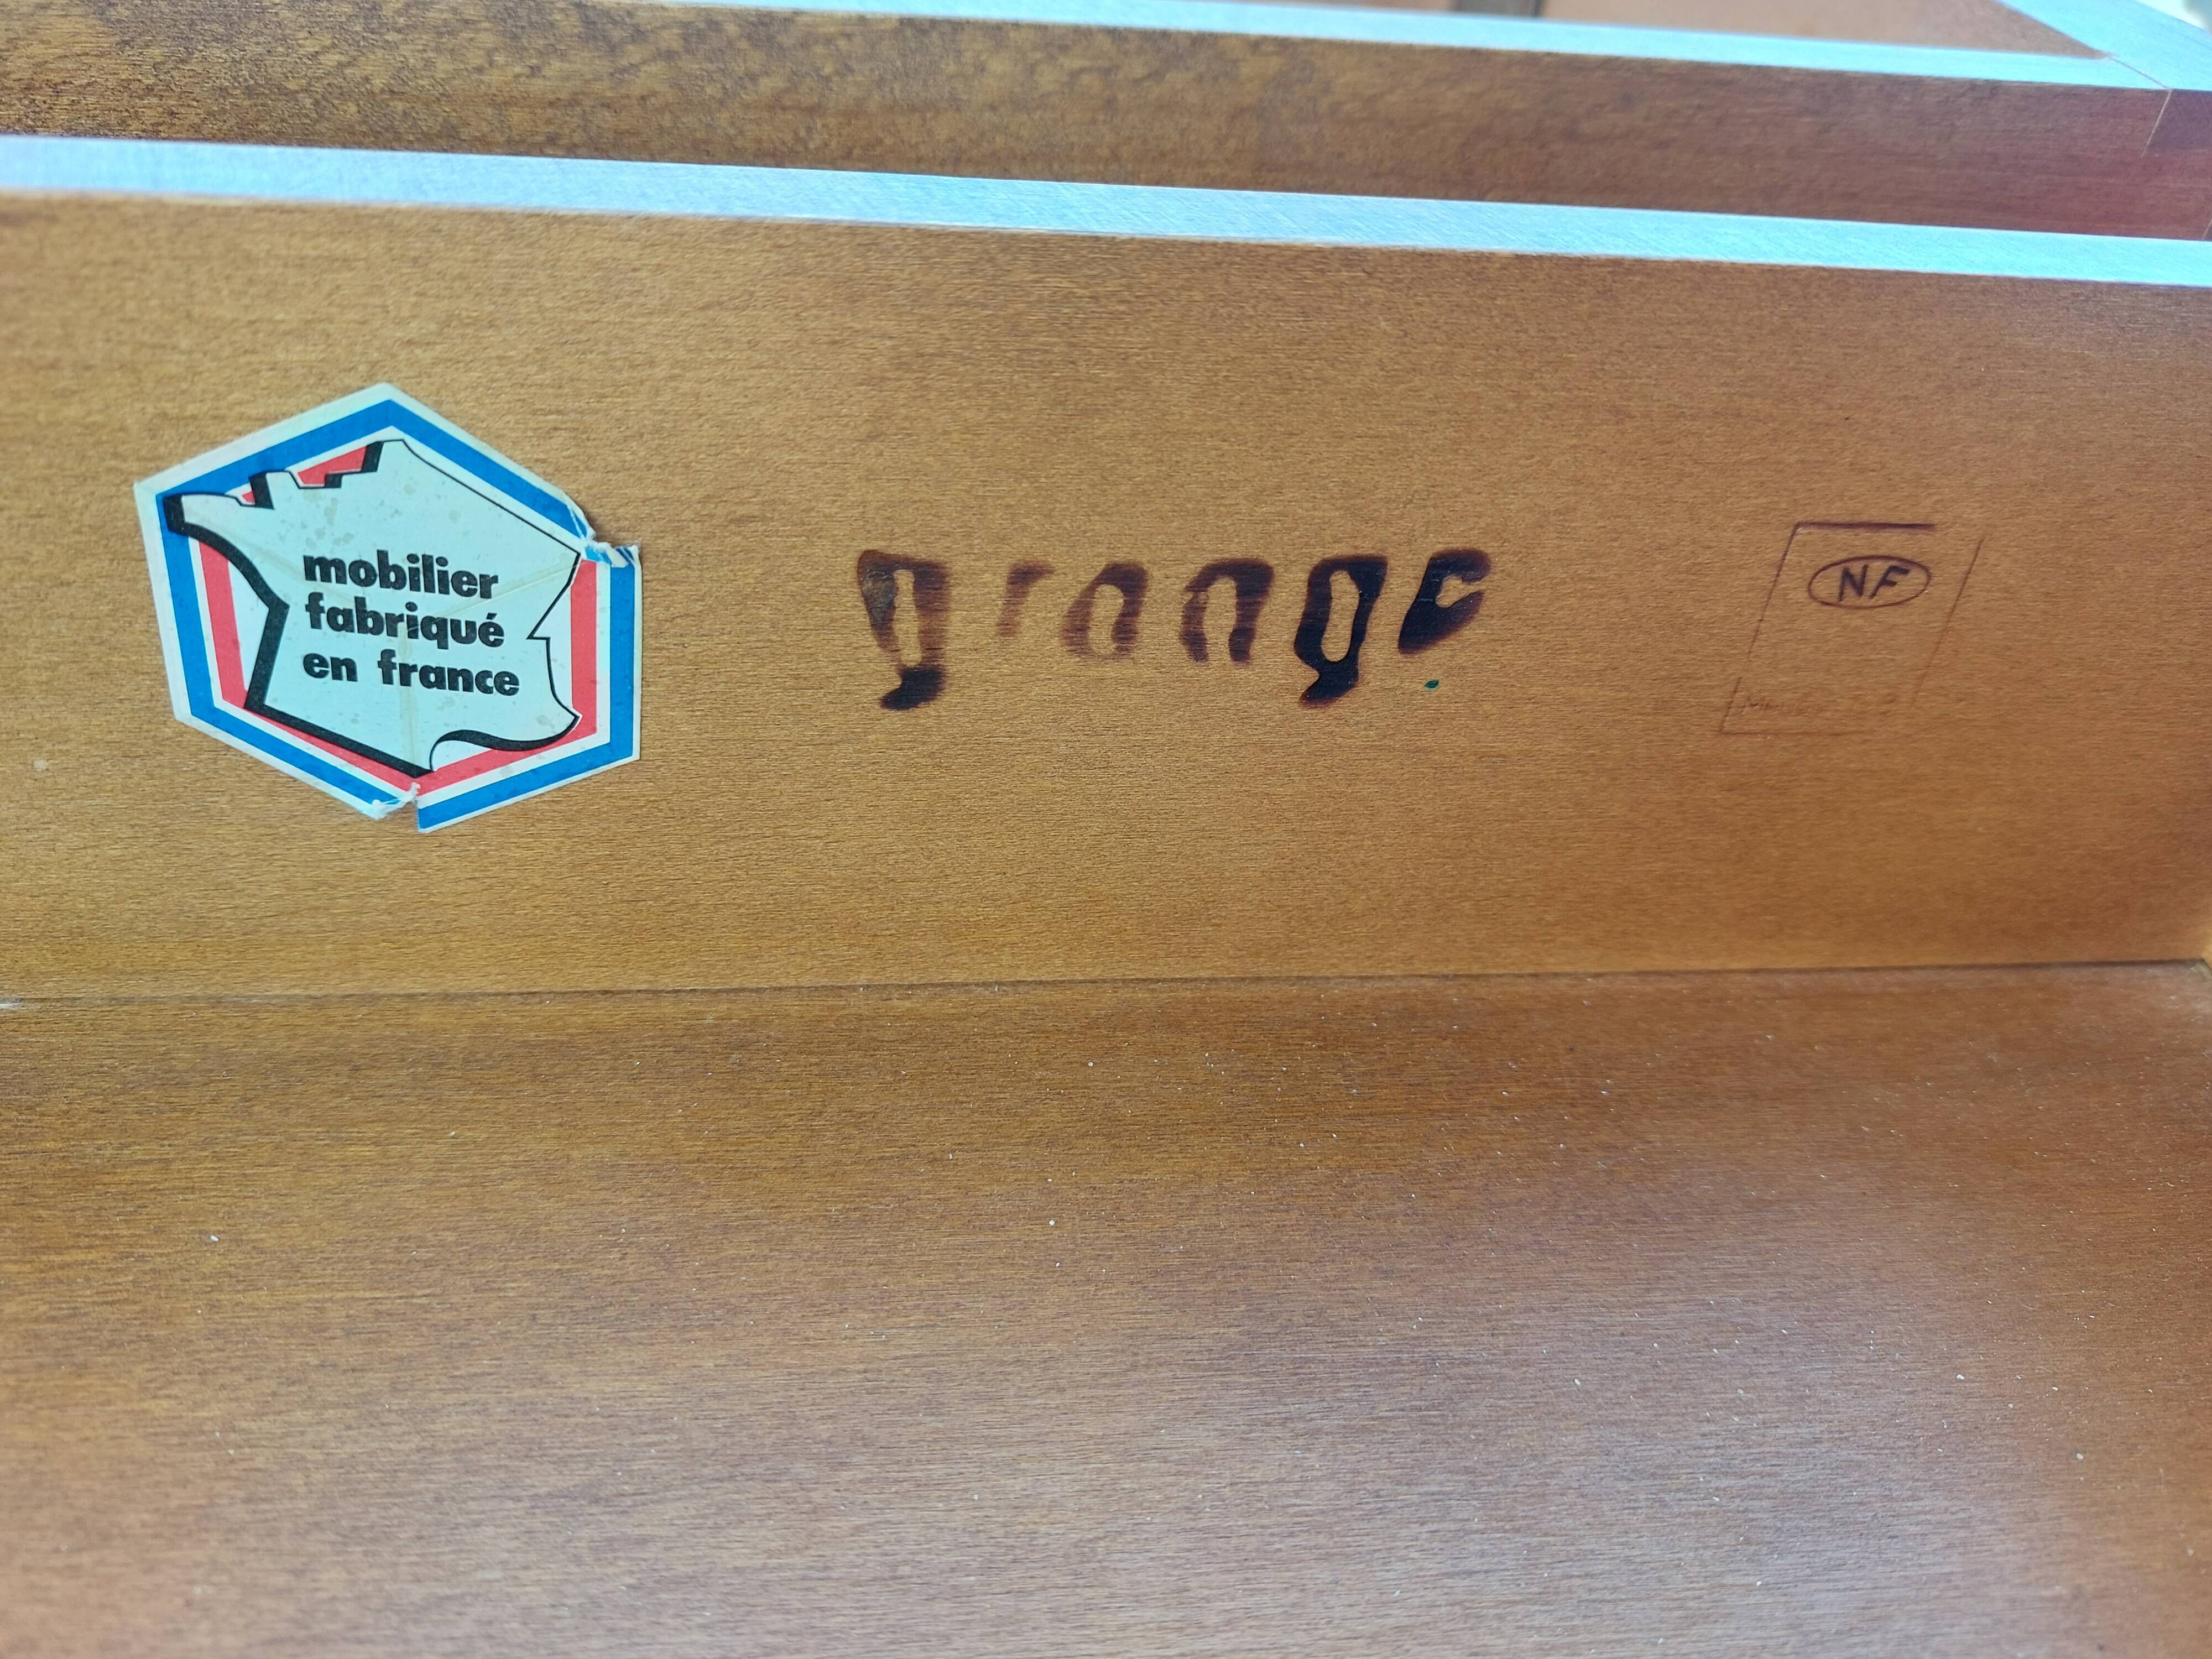 mobilier
fabriqué
en france
grange
NF